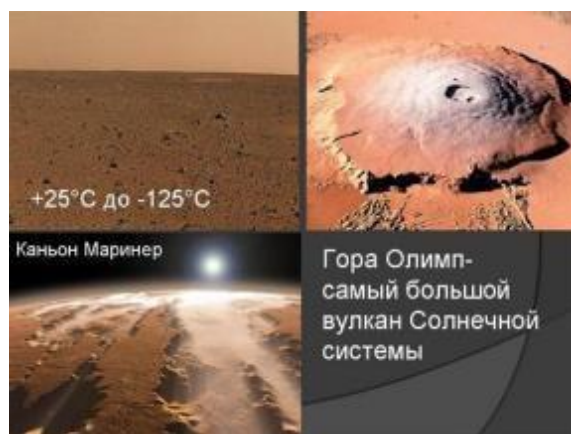 +25°C до -125°C
Каньон Маринер
Гора Олимп-
самый большой
вулкан Солнечной
системы